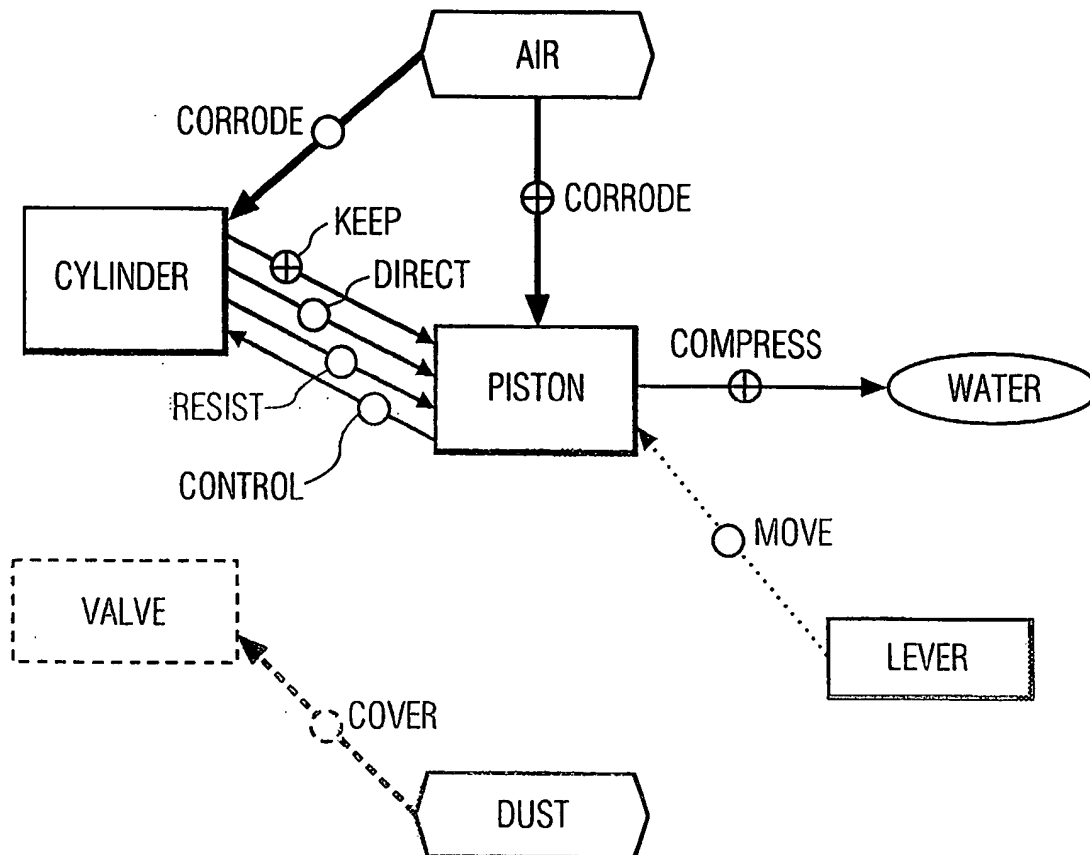 AIR
CORRODE
CORRODE
KEEP
CYLINDER
DIRECT
COMPRESS
PISTON
WATER
RESIST
CONTROL
MOVE
VALVE
LEVER
COVER
DUST